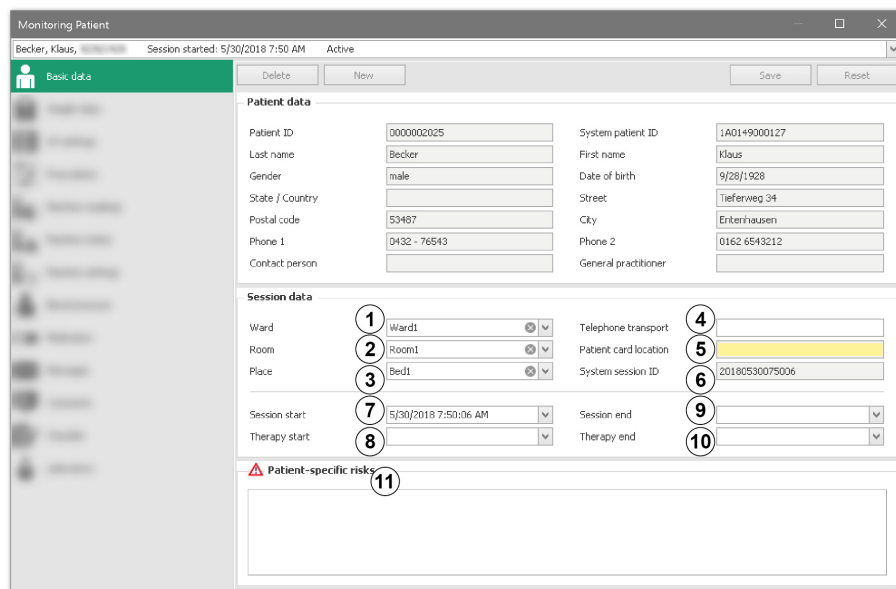 Monitoring Patient
Becker, Klaus, Session started: 5/30/2018 7:50 AM Active
Basic data
Delete New Save Reset
Patient data
Patient ID 0000002025 System patient ID 1A0149000127
Last name Becker First name Klaus
Gender male Date of birth 9/28/1928
State / Country Street Tieferweg 34
Postal code 53487 City Entenhausen
Phone 1 0432 - 76543 Phone 2 0162 6543212
Contact person General practitioner
Session data
Ward 1 Ward1 Telephone transport 4
Room 2 Room1 Patient card location 5
Place 3 Bed1 System session ID 6 20180530075006
Session start 7 5/30/2018 7:50:06 AM Session end 9
Therapy start 8 Therapy end 10
Patient-specific risks 11